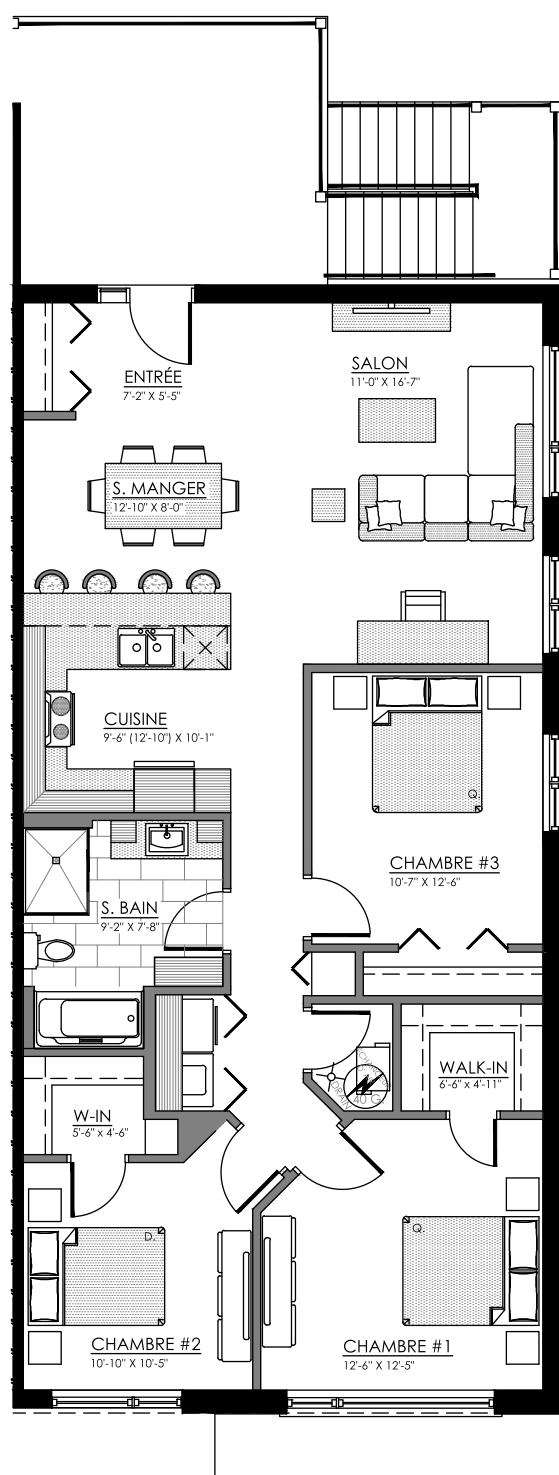 ENTRÉE
7'-2" X 5'-5"
SALON
11'-0" X 16'-7"
S. MANGER
12'-10" X 8'-0"
CUISINE
9'-6" (12'-10") X 10'-1"
Q.
CHAMBRE #3
10'-7" X 12'-6"
S. BAIN
9'-2" X 7'-8"
DRAIN
40 G
WALK-IN
6'-6" x 4'-11"
W-IN
5'-6" x 4'-6"
D.
Q.
CHAMBRE #2
10'-10" X 10'-5"
CHAMBRE #1
12'-6" X 12'-5"